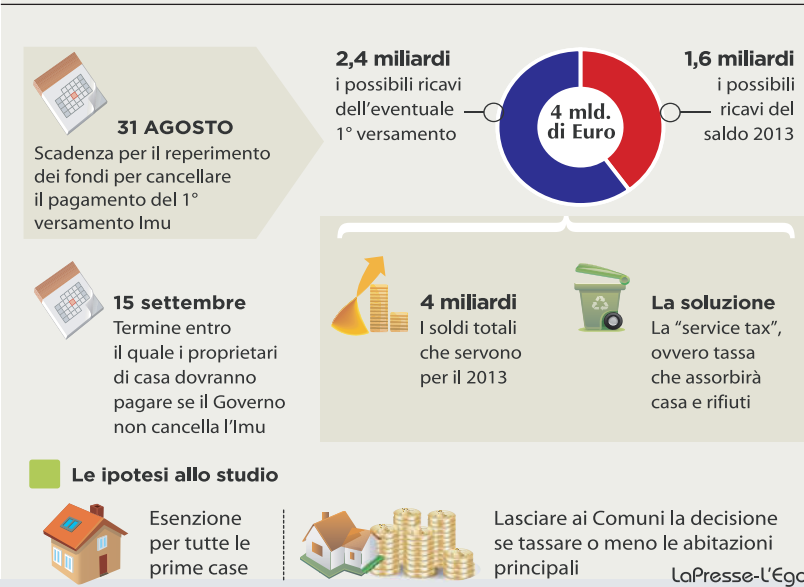 31 AGOSTO
Scadenza per il reperimento
dei fondi per cancellare
il pagamento del 1°
versamento Imu
2,4 miliardi
i possibili ricavi
dell'eventuale
1° versamento
4 mld.
di Euro
1,6 miliardi
i possibili
ricavi del
saldo 2013
15 settembre
Termine entro
il quale i proprietari
di casa dovranno
pagare se il Governo
non cancella l'Imu
4 miliardi
I soldi totali
che servono
per il 2013
La soluzione
La “service tax”,
ovvero tassa
che assorbirà
casa e rifiuti
Le ipotesi allo studio
Esenzione
per tutte le
prime case
Lasciare ai Comuni la decisione
se tassare o meno le abitazioni
principali
LaPresse-L'Ego